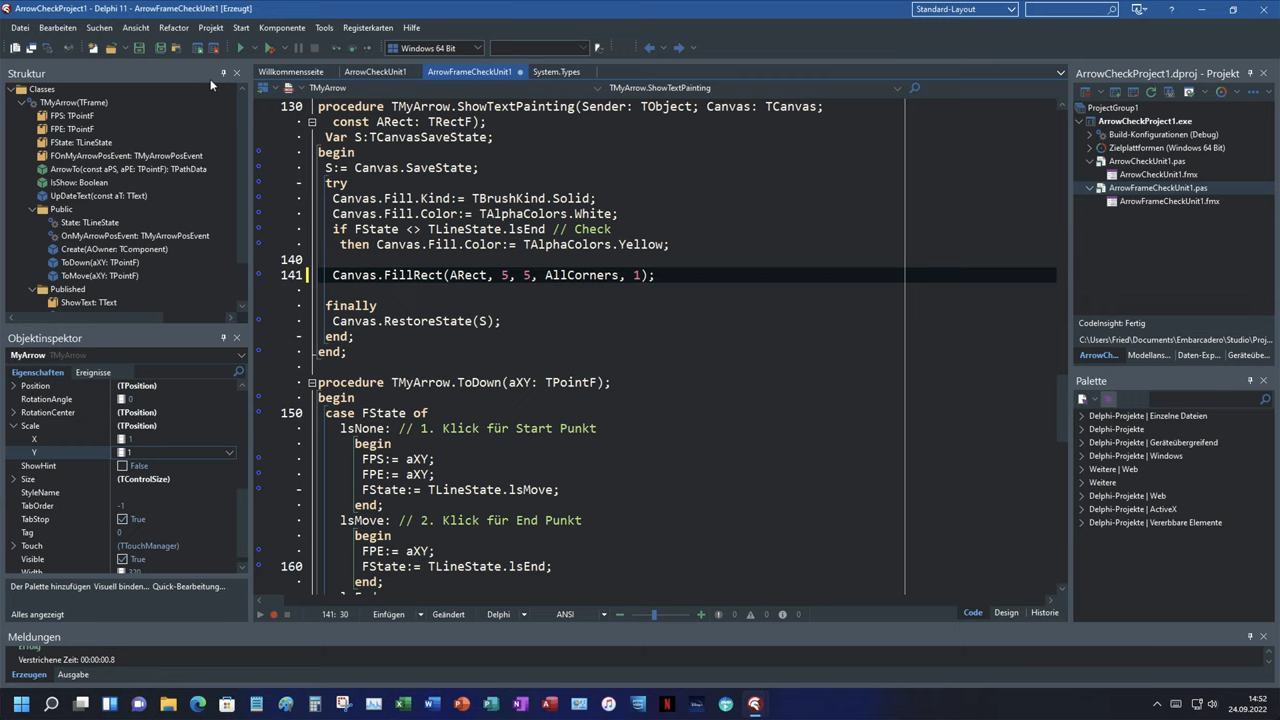 ArrowCheckProject1 - Delphi 11 - ArrowFrameCheckUnit1 [Erzeugt]
Standard-Layout
Datei Bearbeiten Suchen Ansicht Refactor Projekt Start Komponente Tools Registerkarten Hilfe
Windows 64 Bit
Struktur
Classes
TMyArrow(TFrame)
FPS: TPointF
FPE: TPointF
FState: TLineState
FOnMyArrowPosEvent: TMyArrowPosEvent
ArrowTo(const aPS, aPE: TPointF): TPathData
IsShow: Boolean
UpDateText(const aT: TText)
Public
State: TLineState
OnMyArrowPosEvent: TMyArrowPosEvent
Create(AOwner: TComponent)
ToDown(aXY: TPointF)
ToMove(aXY: TPointF)
Published
ShowText: TText
Objektinspektor
MyArrow TMyArrow
Eigenschaften Ereignisse
Position (TPosition)
RotationAngle 0
RotationCenter (TPosition)
Scale (TPosition)
X 1
Y 1
ShowHint False
Size (TControlSize)
StyleName
TabOrder -1
TabStop True
Tag 0
Touch (TTouchManager)
Visible True
Width 320
Der Palette hinzufügen Visuell binden... Quick-Bearbeitung...
Alles angezeigt
Willkommensseite ArrowCheckUnit1 ArrowFrameCheckUnit1 System.Types
TMyArrow TMyArrow.ShowTextPainting
130 procedure TMyArrow.ShowTextPainting(Sender: TObject; Canvas: TCanvas;
const ARect: TRectF);
Var S:TCanvasSaveState;
begin
S:= Canvas.SaveState;
try
Canvas.Fill.Kind:= TBrushKind.Solid;
Canvas.Fill.Color:= TAlphaColors.White;
if FState <> TLineState.lsEnd // Check
then Canvas.Fill.Color:= TAlphaColors.Yellow;
140
141 Canvas.FillRect(ARect, 5, 5, AllCorners, 1);
finally
Canvas.RestoreState(S);
end;
end;
procedure TMyArrow.ToDown(aXY: TPointF);
begin
150 case FState of
lsNone: // 1. Klick für Start Punkt
begin
FPS:= aXY;
FPE:= aXY;
FState:= TLineState.lsMove;
end;
lsMove: // 2. Klick für End Punkt
begin
FPE:= aXY;
160 FState:= TLineState.lsEnd;
end;
141: 30 Einfügen Geändert Delphi ANSI 0 0 0 Code Design Historie
ArrowCheckProject1.dproj - Projekt
ProjectGroup1
ArrowCheckProject1.exe
Build-Konfigurationen (Debug)
Zielplattformen (Windows 64 Bit)
ArrowCheckUnit1.pas
ArrowCheckUnit1.fmx
ArrowFrameCheckUnit1.pas
ArrowFrameCheckUnit1.fmx
CodeInsight: Fertig
C:\Users\Fried\Documents\Embarcadero\Studio\Proj...
ArrowCh... Modellans... Daten-Exp... Geräteübe...
Palette
Delphi-Projekte | Einzelne Dateien
Delphi-Projekte
Delphi-Projekte | Geräteübergreifend
Delphi-Projekte | Windows
Weitere | Web
Weitere
Delphi-Projekte | Web
Delphi-Projekte | ActiveX
Delphi-Projekte | Vererbbare Elemente
Meldungen
Erfolg
Verstrichene Zeit: 00:00:00.8
Erzeugen Ausgabe
14:52
24.09.2022